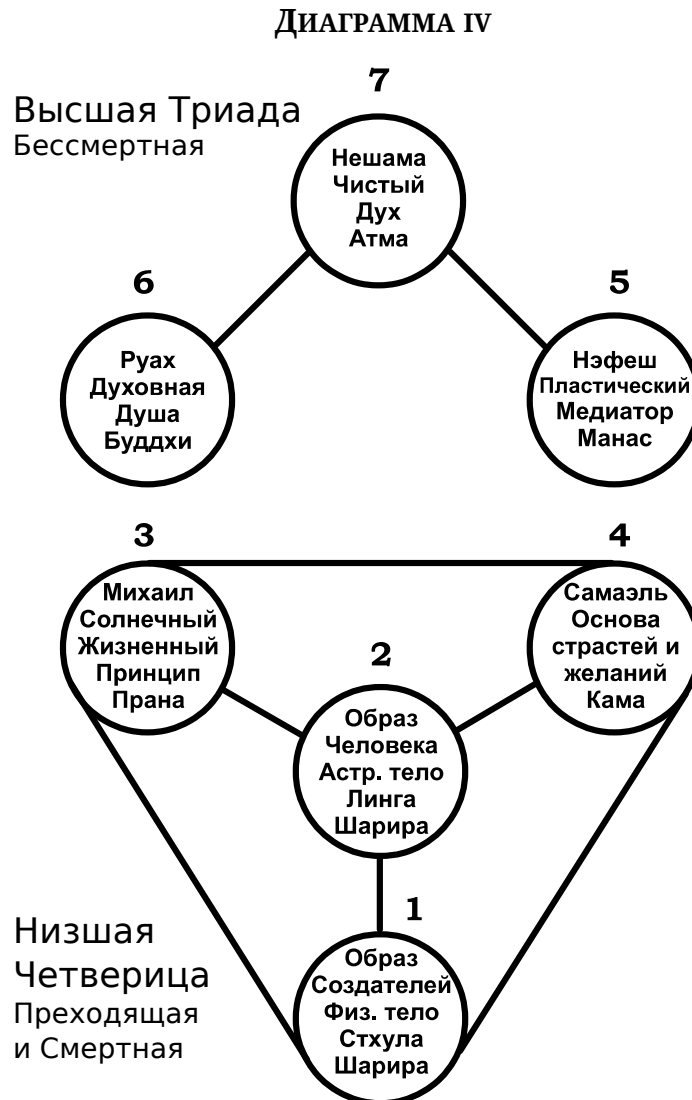 Диаграмма IV
7
Высшая Триада
Бессмертная
Нешама
Чистый
Дух
Атма
6
Руах
Духовная
Душа
Буддхи
5
Нэфеш
Пластический
Медиатор
Манас
3
Михаил
Солнечный
Жизненный
Принцип
Прана
4
Самаэль
Основа
страстей и
желаний
Кама
2
Образ
Человека
Астр. тело
Линга
Шарира
1
Образ
Создателей
Физ. тело
Стхула
Шарира
Низшая
Четверица
Преходящая
и Смертная